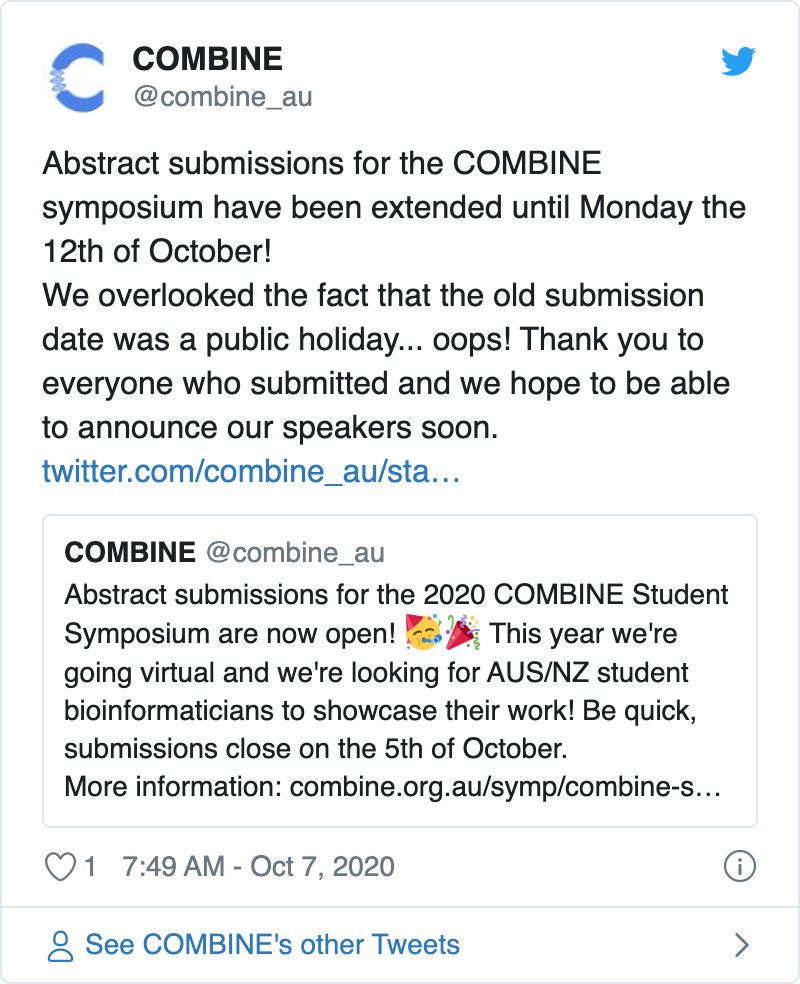 COMBINE
@combine_au
Abstract submissions for the COMBINE
symposium have been extended until Monday the
12th of October!
We overlooked the fact that the old submission
date was a public holiday... oops! Thank you to
everyone who submitted and we hope to be able
to announce our speakers soon.
twitter.com/combine_au/sta…
COMBINE @combine_au
Abstract submissions for the 2020 COMBINE Student
Symposium are now open! 🥳🎉 This year we're
going virtual and we're looking for AUS/NZ student
bioinformaticians to showcase their work! Be quick,
submissions close on the 5th of October.
More information: combine.org.au/symp/combine-s…
1 7:49 AM - Oct 7, 2020
See COMBINE's other Tweets